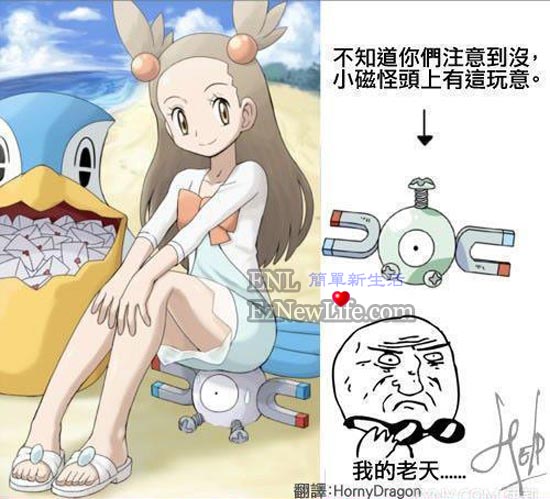 不知道你們注意到沒，
小磁怪頭上有這玩意。
ENL 簡單新生活
EzNewLife.com
我的老天......
翻譯:HornyDragon